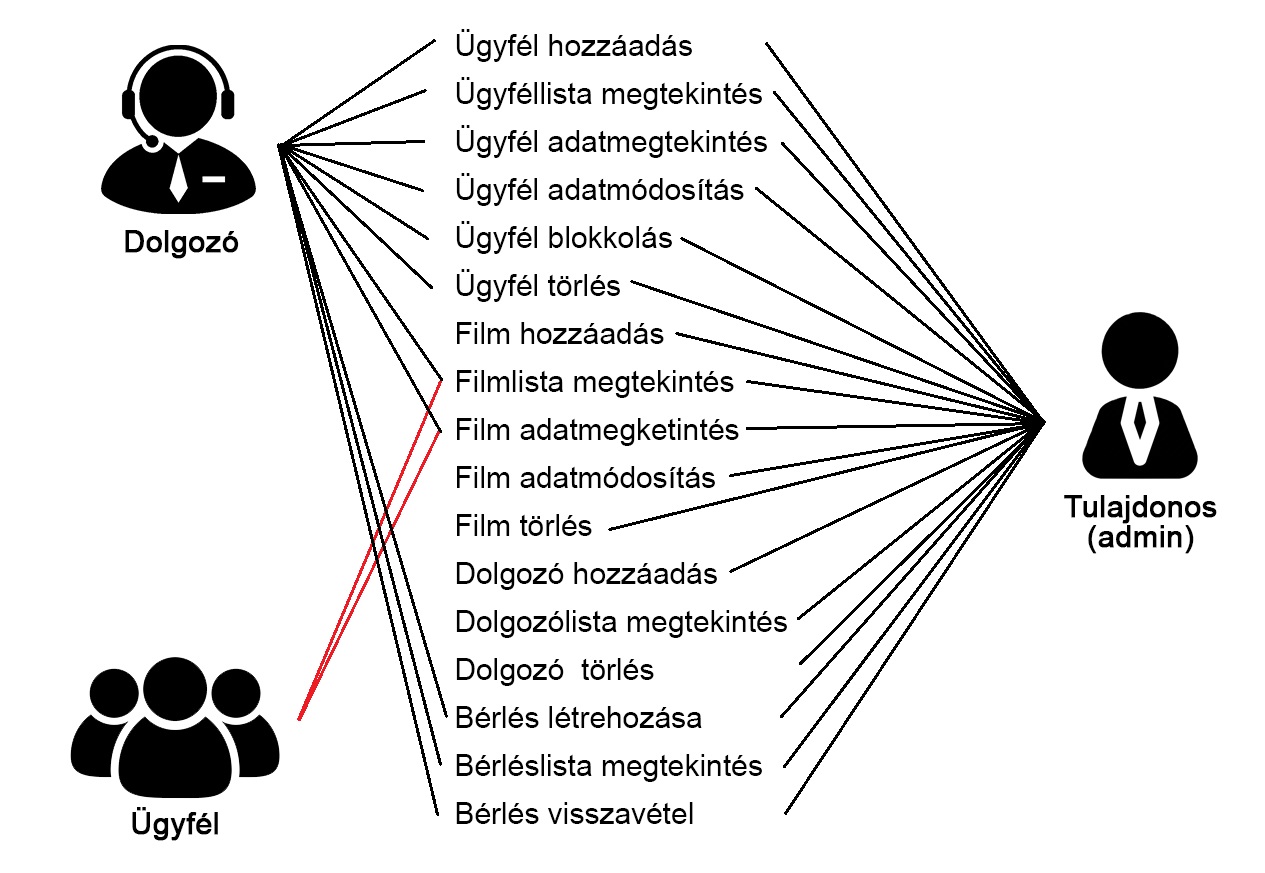 Ügyfél hozzáadás
Ügyféllista megtekintés
Ügyfél adatmegtekintés
Ügyfél adatmódosítás
Ügyfél blokkolás
Ügyfél törlés
Film hozzáadás
Filmlista megtekintés
Film adatmegketintés
Film adatmódosítás
Film törlés
Dolgozó hozzáadás
Dolgozólista megtekintés
Dolgozó  törlés
Bérlés létrehozása
Bérléslista megtekintés
Bérlés visszavétel
Dolgozó
Ügyfél
Tulajdonos
(admin)